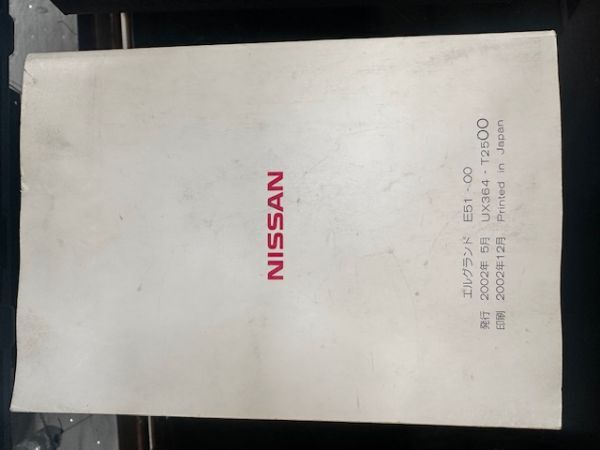 NISSAN
エルグランド E51-00
発行 2002年 5月 UX364-T2500
印刷 2002年12月 Printed in Japan